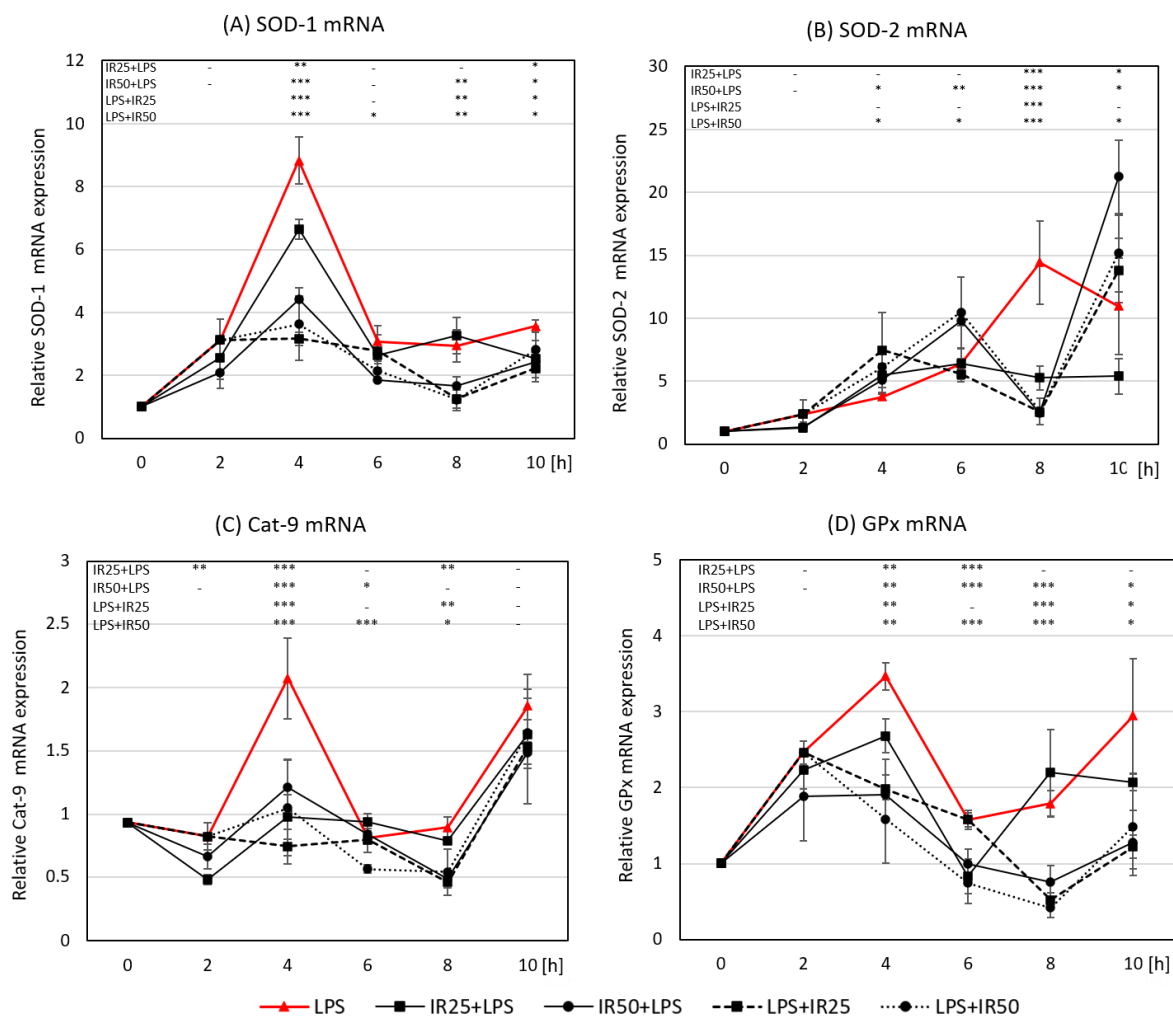 (A) SOD-1 mRNA
Relative SOD-1 mRNA expression
12
10
8
6
4
2
0
IR25+LPS - ** - - *
IR50+LPS - *** - ** *
LPS+IR25 *** - ** *
LPS+IR50 *** * ** *
0 2 4 6 8 10 [h]
(B) SOD-2 mRNA
Relative SOD-2 mRNA expression
30
25
20
15
10
5
0
IR25+LPS - - - *** *
IR50+LPS - * ** *** *
LPS+IR25 - - *** -
LPS+IR50 * * *** *
0 2 4 6 8 10 [h]
(C) Cat-9 mRNA
Relative Cat-9 mRNA expression
3
2.5
2
1.5
1
0.5
0
IR25+LPS ** *** - ** -
IR50+LPS - *** * -
LPS+IR25 *** - ** -
LPS+IR50 *** *** * -
0 2 4 6 8 10 [h]
(D) GPx mRNA
Relative GPx mRNA expression
5
4
3
2
1
0
IR25+LPS - ** *** - -
IR50+LPS - ** *** *** *
LPS+IR25 ** - *** *
LPS+IR50 ** *** *** *
0 2 4 6 8 10 [h]
LPS IR25+LPS IR50+LPS LPS+IR25 LPS+IR50